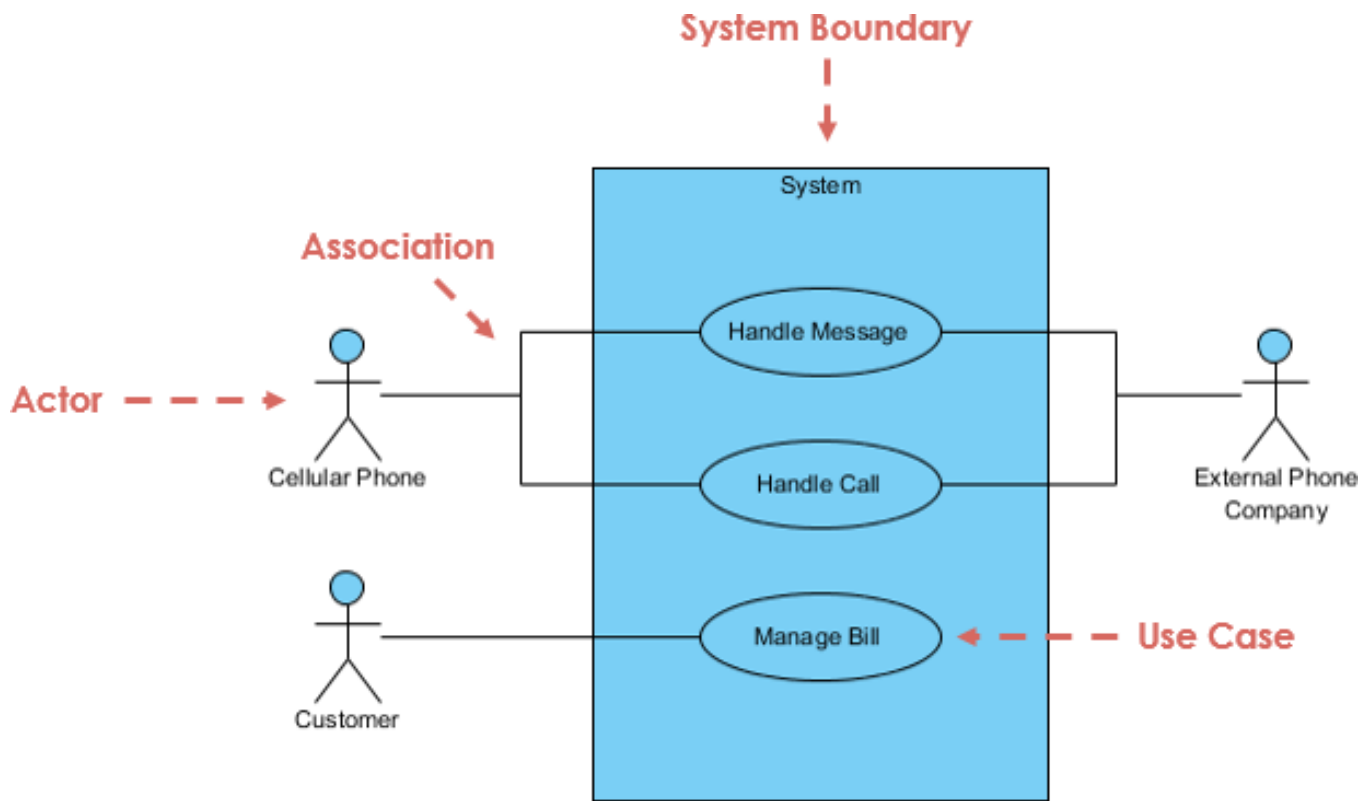 System Boundary
System
Association
Handle Message
Actor
Cellular Phone
Handle Call
External Phone
Company
Manage Bill
Use Case
Customer